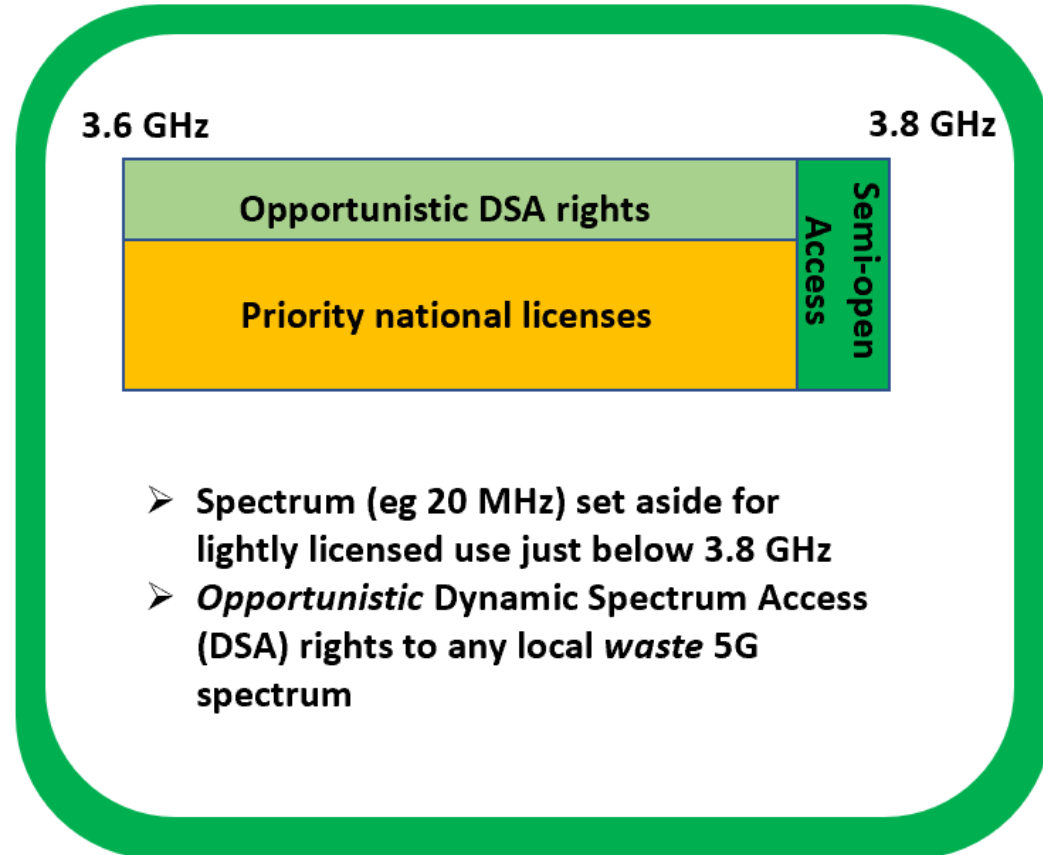 3.6 GHz
3.8 GHz
Opportunistic DSA rights
Priority national licenses
Semi-open
Access
➢ Spectrum (eg 20 MHz) set aside for
lightly licensed use just below 3.8 GHz
➢ Opportunistic Dynamic Spectrum Access
(DSA) rights to any local waste 5G
spectrum